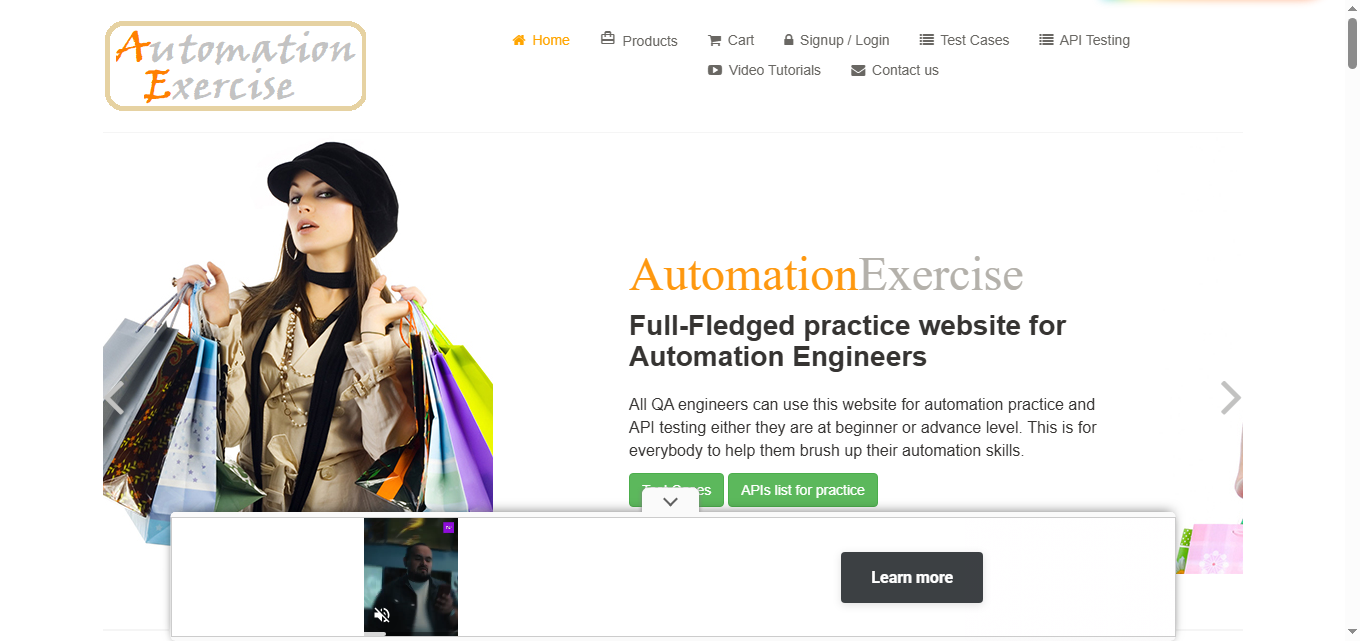 Automation
Exercise
Home
Products
Cart
Signup / Login
Test Cases
API Testing
Video Tutorials
Contact us
AutomationExercise
Full-Fledged practice website for
Automation Engineers
All QA engineers can use this website for automation practice and
API testing either they are at beginner or advance level. This is for
everybody to help them brush up their automation skills.
Test Cases
APIs list for practice
Learn more